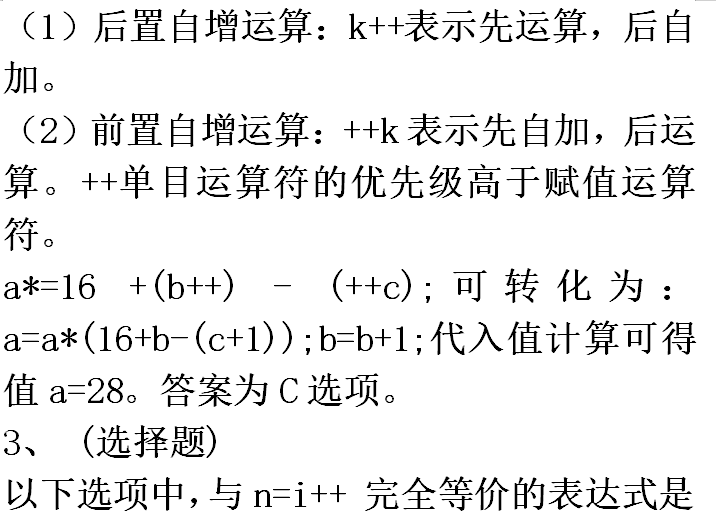 （1）后置自增运算：k++表示先运算，后自
加。
（2）前置自增运算：++k 表示先自加，后运
算。++单目运算符的优先级高于赋值运算
符。
a*=16 +(b++) - (++c);可转化为：
a=a*(16+b-(c+1));b=b+1;代入值计算可得
值 a=28。答案为 C 选项。
3、 (选择题)
以下选项中,与 n=i++ 完全等价的表达式是